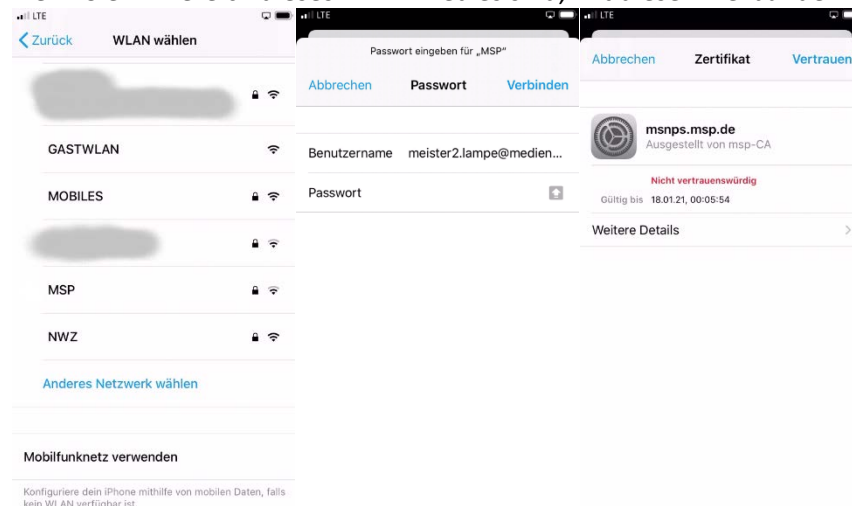 LTE
Zurück WLAN wählen
GASTWLAN
MOBILES
MSP
NWZ
Anderes Netzwerk wählen
Mobilfunknetz verwenden
Konfiguriere dein iPhone mithilfe von mobilen Daten, falls
kein WLAN verfügbar ist.
LTE
Passwort eingeben für „MSP“
Abbrechen Passwort Verbinden
Benutzername meister2.lampe@medien...
Passwort
LTE
Abbrechen Zertifikat Vertrauen
msnps.msp.de
Ausgestellt von msp-CA
Nicht vertrauenswürdig
Gültig bis 18.01.21, 00:05:54
Weitere Details